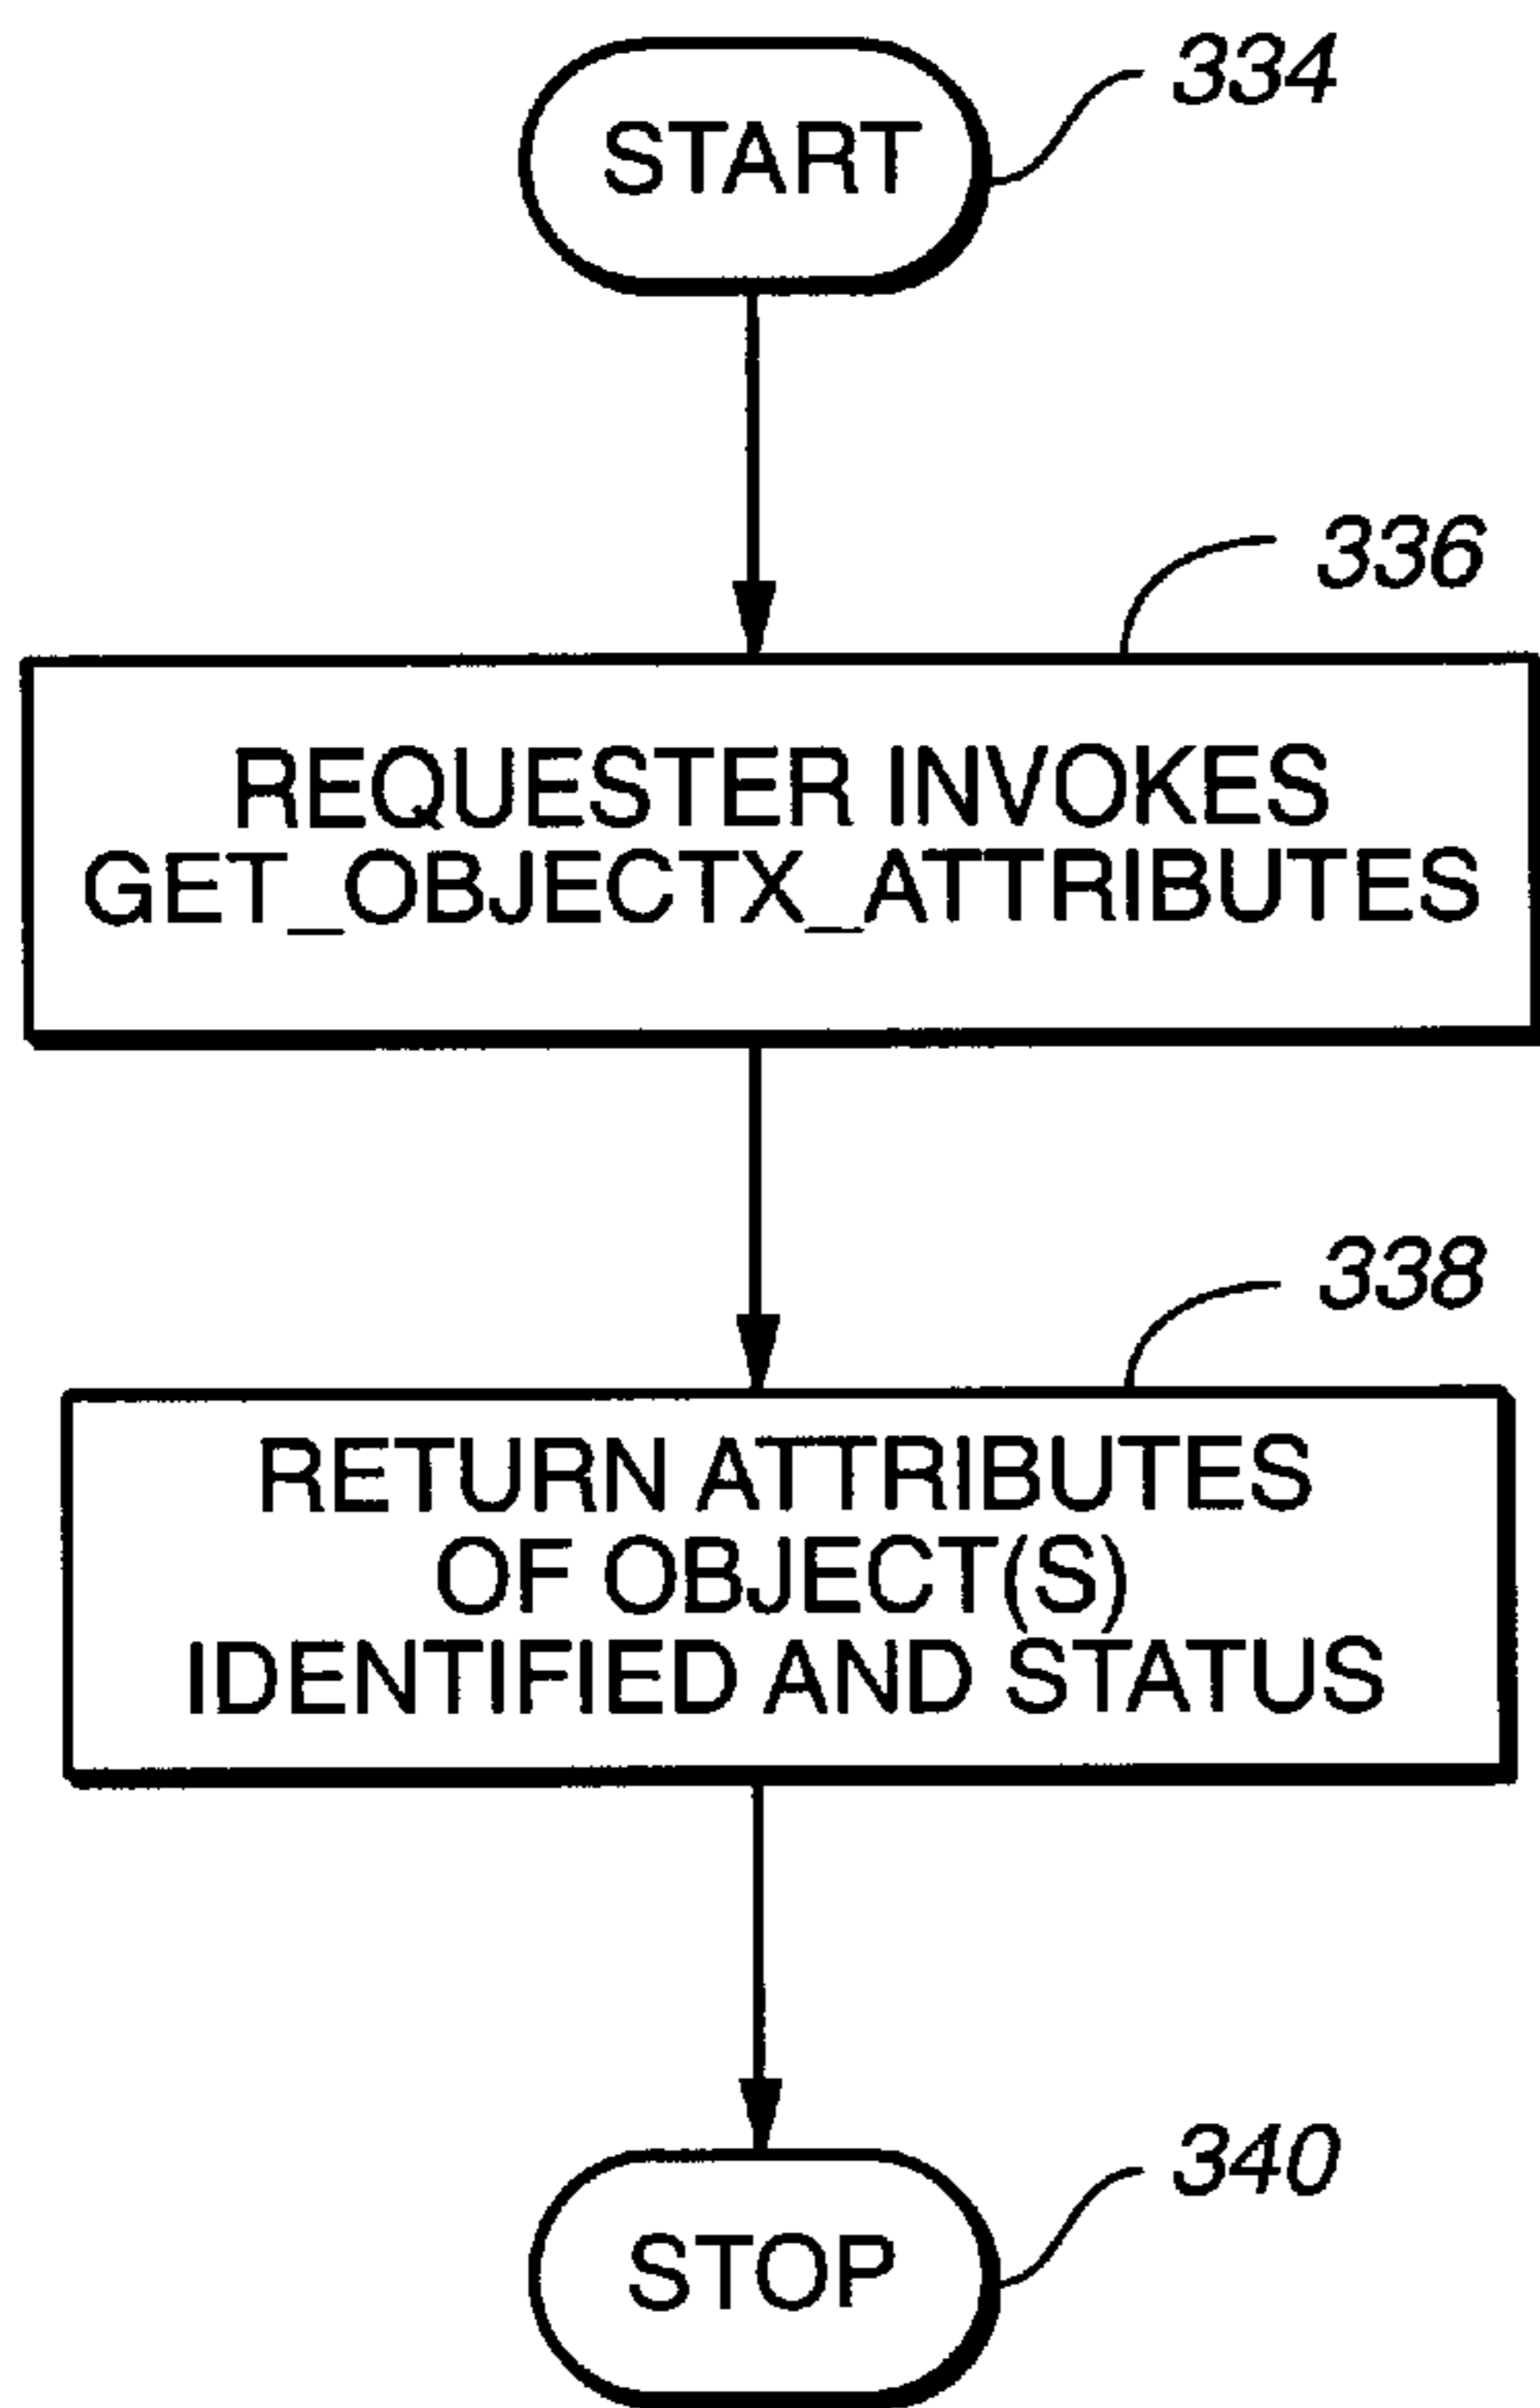 START
334
336
REQUESTER INVOKES
GET_OBJECTX_ATTRIBUTES
338
RETURN ATTRIBUTES
OF OBJECT(S)
IDENTIFIED AND STATUS
340
STOP